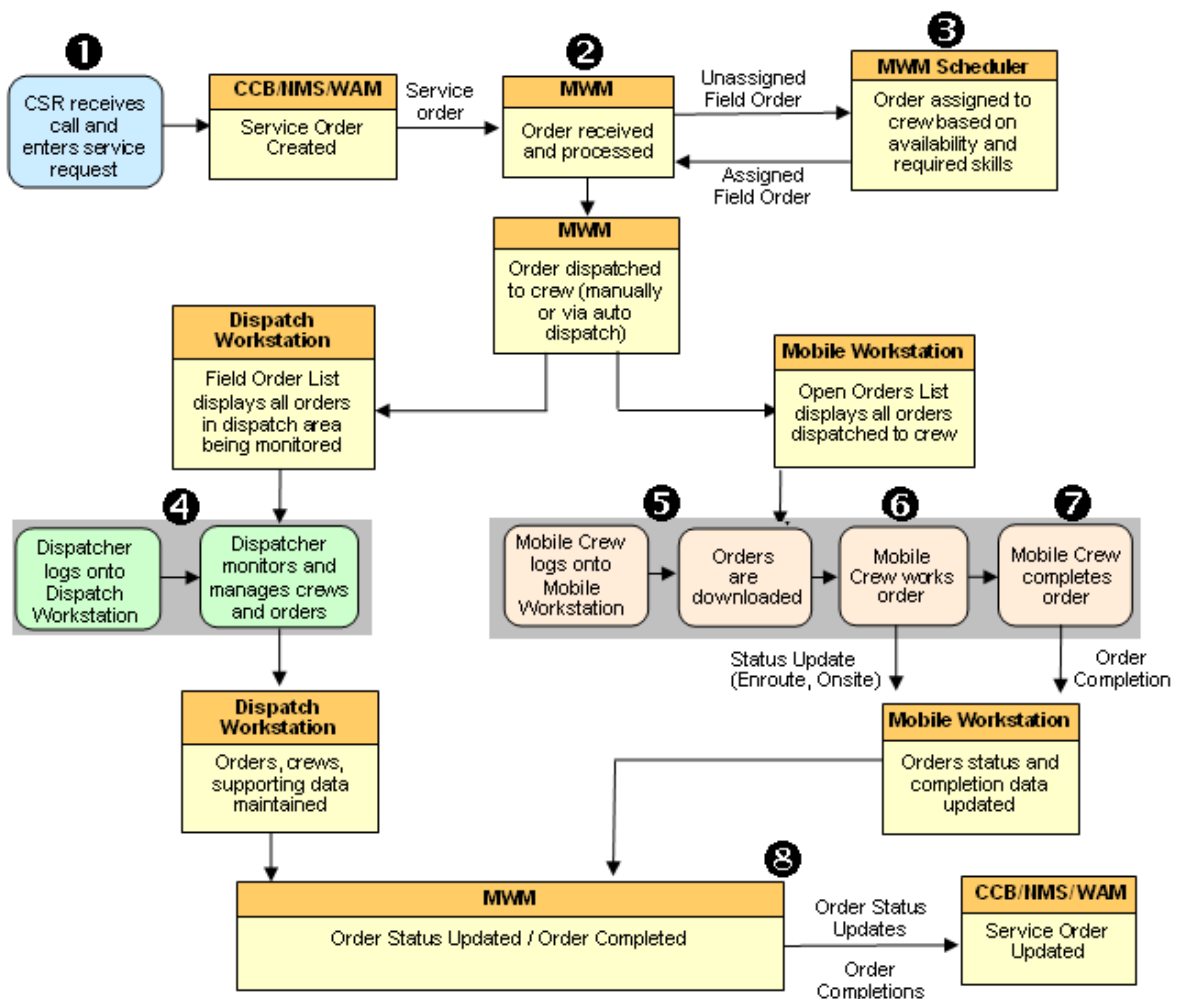 1
CSR receives
call and
enters service
request
CCB/NMS/WAM
Service Order
Created
Service
order
2
MWM
Order received
and processed
Unassigned
Field Order
Assigned
Field Order
3
MWM Scheduler
Order assigned to
crew based on
availability and
required skills
MWM
Order dispatched
to crew (manually
or via auto
dispatch)
Dispatch
Workstation
Field Order List
displays all orders
in dispatch area
being monitored
Mobile Workstation
Open Orders List
displays all orders
dispatched to crew
4
Dispatcher
logs onto
Dispatch
Workstation
Dispatcher
monitors and
manages crews
and orders
5
Mobile Crew
logs onto
Mobile
Workstation
Orders
are
downloaded
6
Mobile
Crew works
order
7
Mobile Crew
completes
order
Status Update
(Enroute, Onsite)
Order
Completion
Dispatch
Workstation
Orders, crews,
supporting data
maintained
Mobile Workstation
Orders status and
completion data
updated
8
MWM
Order Status Updated / Order Completed
Order Status
Updates
Order
Completions
CCB/NMS/WAM
Service Order
Updated